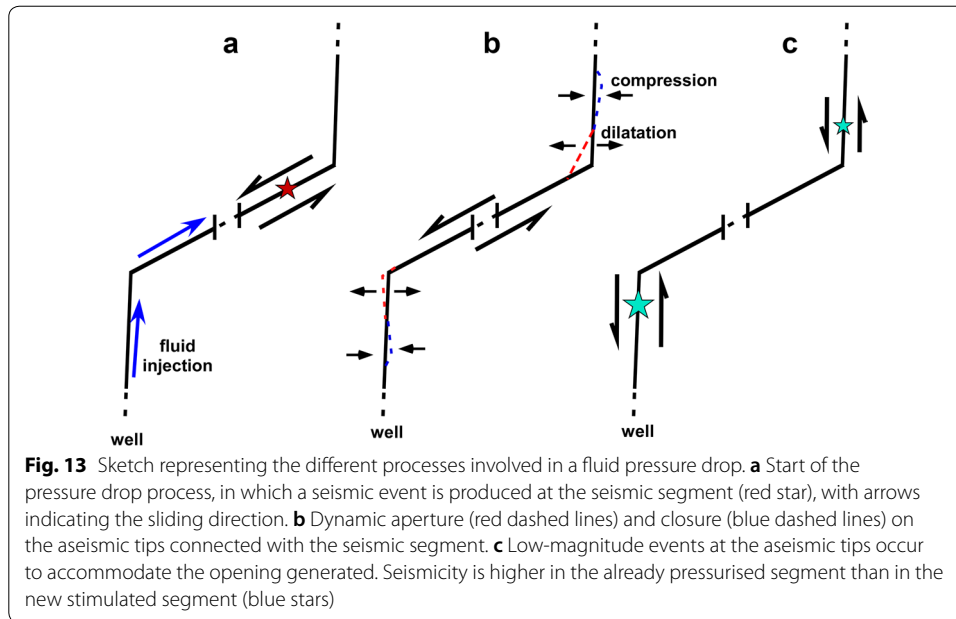 a
b
c
compression
dilatation
fluid
injection
well
well
Fig. 13 Sketch representing the different processes involved in a fluid pressure drop. a Start of the
pressure drop process, in which a seismic event is produced at the seismic segment (red star), with arrows
indicating the sliding direction. b Dynamic aperture (red dashed lines) and closure (blue dashed lines) on
the aseismic tips connected with the seismic segment. c Low-magnitude events at the aseismic tips occur
to accommodate the opening generated. Seismicity is higher in the already pressurised segment than in the
new stimulated segment (blue stars)
well